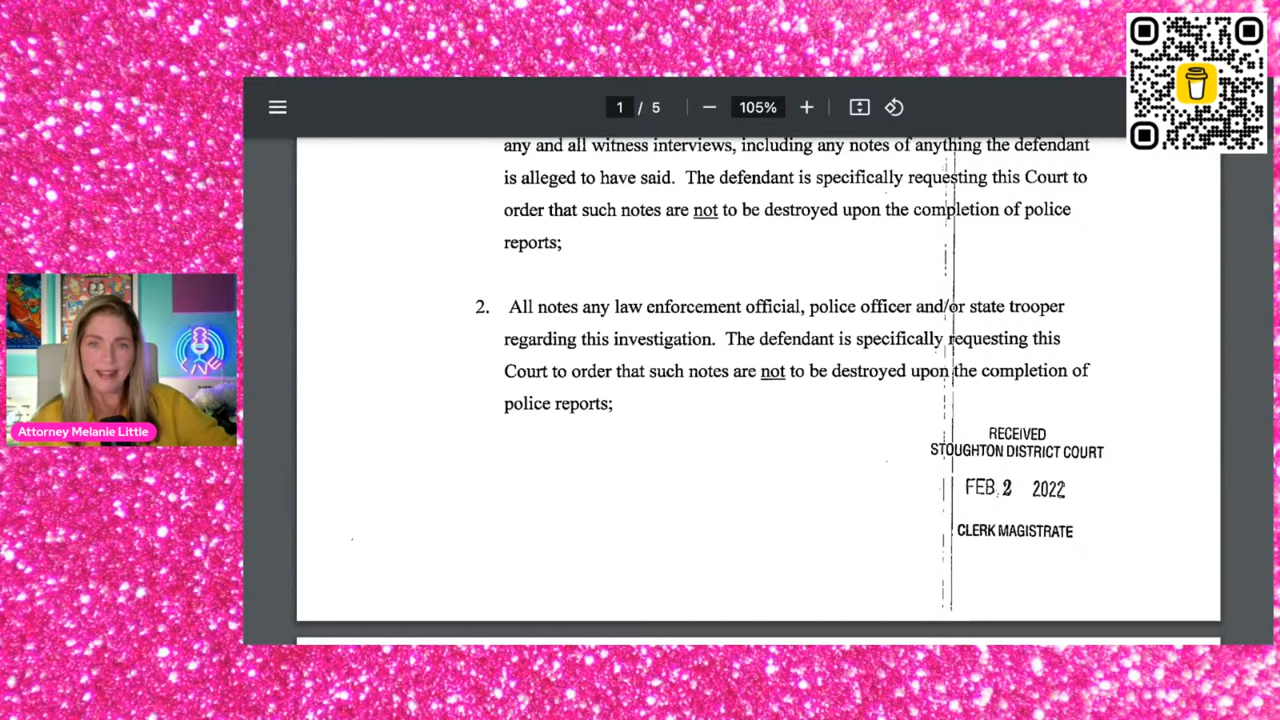 1 / 5
105%
any and all witness interviews, including any notes of anything the defendant
is alleged to have said. The defendant is specifically requesting this Court to
order that such notes are not to be destroyed upon the completion of police
reports;
2. All notes any law enforcement official, police officer and/or state trooper
regarding this investigation. The defendant is specifically requesting this
Court to order that such notes are not to be destroyed upon the completion of
police reports;
RECEIVED
STOUGHTON DISTRICT COURT
FEB 2 2022
CLERK MAGISTRATE
LIVE
Attorney Melanie Little